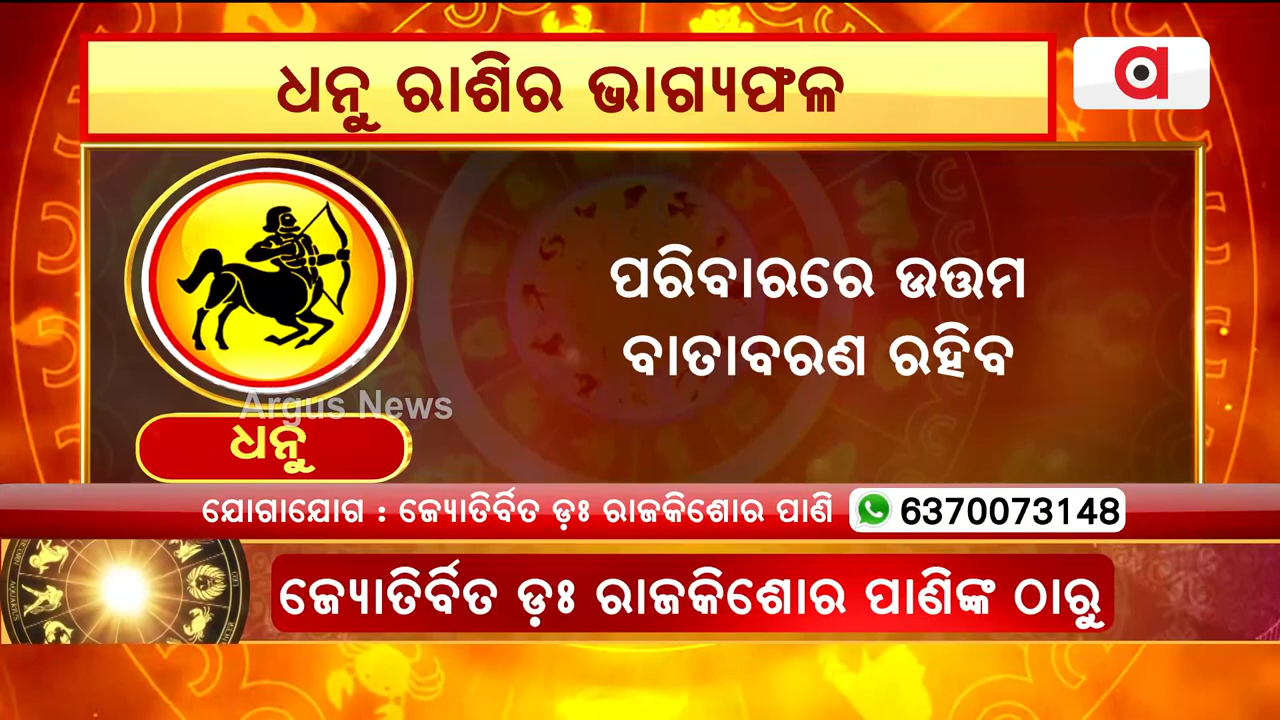 ଧନୁ ରାଶିର ଭାଗ୍ୟଫଳ
a
ପରିବାରରେ ଉତ୍ତମ
ବାତାବରଣ ରହିବ
Argus News
ଧନୁ
ଯୋଗାଯୋଗ : ଜ୍ୟୋତିର୍ବିତ ଡ଼ଃ ରାଜକିଶୋର ପାଣି 6370073148
ଜ୍ୟୋତିର୍ବିତ ଡ଼ଃ ରାଜକିଶୋର ପାଣିଙ୍କ ଠାରୁ